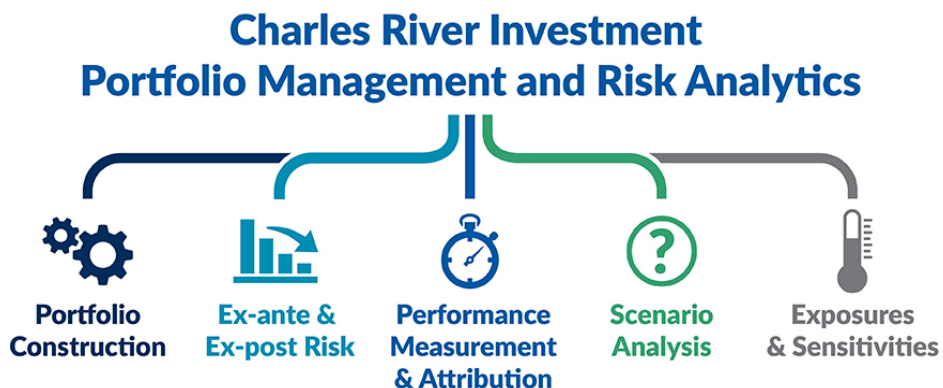 Charles River Investment
Portfolio Management and Risk Analytics
?
Portfolio
Construction
Ex-ante &
Ex-post Risk
Performance
Measurement
& Attribution
Scenario
Analysis
Exposures
& Sensitivities